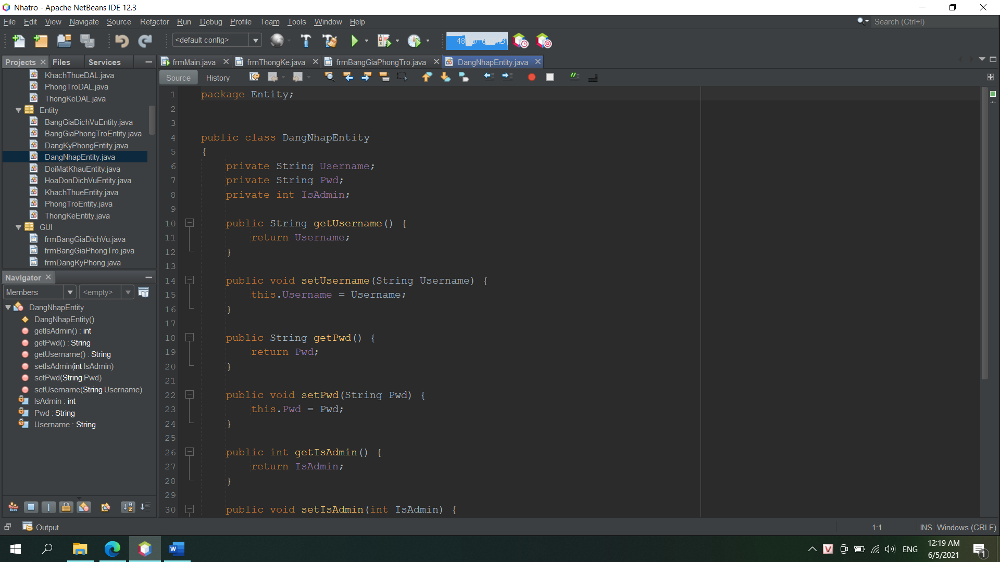 Nhatro - Apache NetBeans IDE 12.3
File Edit View Navigate Source Refactor Run Debug Profile Team Tools Window Help
Search (Ctrl+I)
<default config>
Projects Files Services
frmMain.java frmThongKe.java frmBangGiaPhongTro.java DangNhapEntity.java
Source History
KhachThueDAL.java
PhongTroDAL.java
ThongKeDAL.java
Entity
BangGiaDichVuEntity.java
BangGiaPhongTroEntity.java
DangKyPhongEntity.java
DangNhapEntity.java
DoiMatKhauEntity.java
HoaDonDichVuEntity.java
KhachThueEntity.java
PhongTroEntity.java
ThongKeEntity.java
GUI
frmBangGiaDichVu.java
frmBangGiaPhongTro.java
frmDangKyPhong.java
Navigator
Members <empty>
DangNhapEntity
DangNhapEntity()
getIsAdmin() : int
getPwd() : String
getUsername() : String
setIsAdmin(int IsAdmin)
setPwd(String Pwd)
setUsername(String Username)
IsAdmin : int
Pwd : String
Username : String
1 package Entity;
2
3
4 public class DangNhapEntity
5 {
6 private String Username;
7 private String Pwd;
8 private int IsAdmin;
9
10 public String getUsername() {
11 return Username;
12 }
13
14 public void setUsername(String Username) {
15 this.Username = Username;
16 }
17
18 public String getPwd() {
19 return Pwd;
20 }
21
22 public void setPwd(String Pwd) {
23 this.Pwd = Pwd;
24 }
25
26 public int getIsAdmin() {
27 return IsAdmin;
28 }
29
30 public void setIsAdmin(int IsAdmin) {
Output
1:1 INS Windows (CRLF)
ENG
12:19 AM
6/5/2021
1